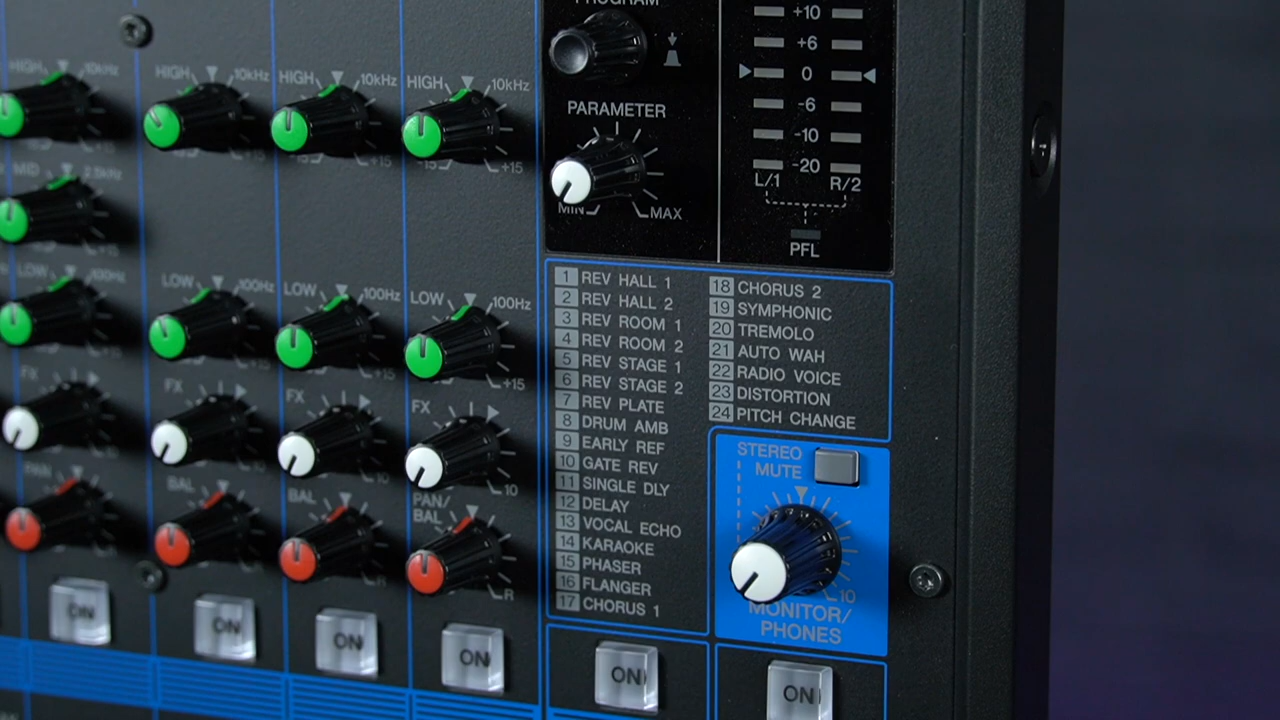 PROGRAM
+10
+6
0
-6
-10
-20
L/1 R/2
PFL
PARAMETER
MIN MAX
HIGH 10kHz
HIGH 10kHz
HIGH 10kHz
HIGH 10kHz
+15
+15
-15 +15
MID 2.5kHz
LOW 100Hz
LOW 100Hz
LOW 100Hz
LOW 100Hz
+15
FX
FX
FX
FX
10
PAN
BAL
BAL
PAN/
BAL
R
ON
ON
ON
ON
ON
ON
1 REV HALL 1
2 REV HALL 2
3 REV ROOM 1
4 REV ROOM 2
5 REV STAGE 1
6 REV STAGE 2
7 REV PLATE
8 DRUM AMB
9 EARLY REF
10 GATE REV
11 SINGLE DLY
12 DELAY
13 VOCAL ECHO
14 KARAOKE
15 PHASER
16 FLANGER
17 CHORUS 1
18 CHORUS 2
19 SYMPHONIC
20 TREMOLO
21 AUTO WAH
22 RADIO VOICE
23 DISTORTION
24 PITCH CHANGE
STEREO
MUTE
10
MONITOR/
PHONES